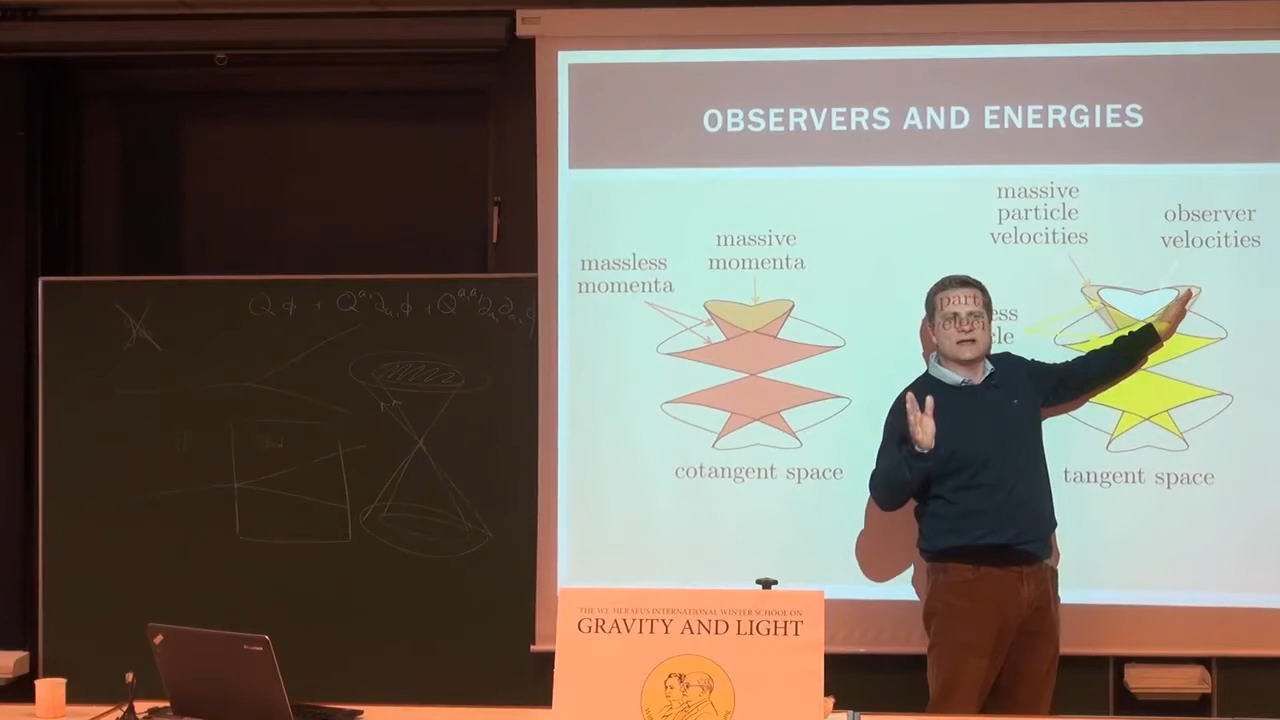 OBSERVERS AND ENERGIES
massless
momenta
massive
momenta
massive
particle
velocities
observer
velocities
part
cotangent space
tangent space
THE WE-HERAEUS INTERNATIONAL WINTER SCHOOL ON
GRAVITY AND LIGHT